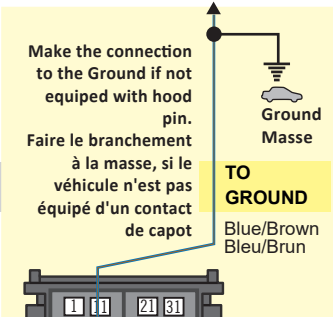 Make the connection
to the Ground if not
equiped with hood
pin.
Faire le branchement
à la masse, si le
véhicule n'est pas
équipé d'un contact
de capot
Ground
Masse
TO
GROUND
Blue/Brown
Bleu/Brun
1 11 21 31